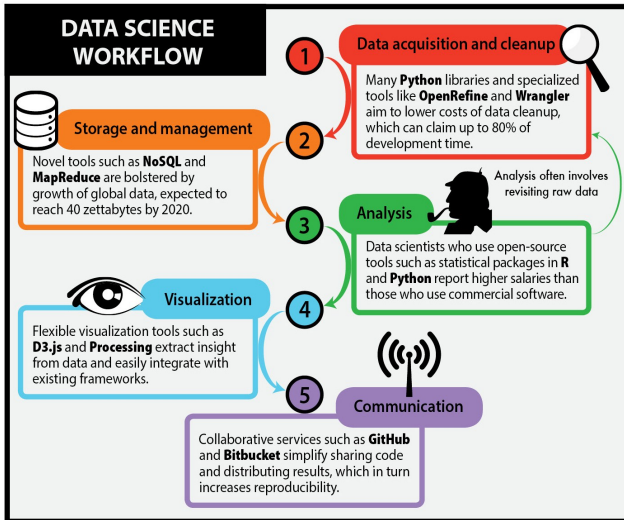 DATA SCIENCE
WORKFLOW
1
Data acquisition and cleanup
Many Python libraries and specialized
tools like OpenRefine and Wrangler
aim to lower costs of data cleanup,
which can claim up to 80% of
development time.
Storage and management
2
Novel tools such as NoSQL and
MapReduce are bolstered by
growth of global data, expected to
reach 40 zettabytes by 2020.
Analysis often involves
revisiting raw data
3
Analysis
Data scientists who use open-source
tools such as statistical packages in R
and Python report higher salaries than
those who use commercial software.
Visualization
4
Flexible visualization tools such as
D3.js and Processing extract insight
from data and easily integrate with
existing frameworks.
5
Communication
Collaborative services such as GitHub
and Bitbucket simplify sharing code
and distributing results, which in turn
increases reproducibility.